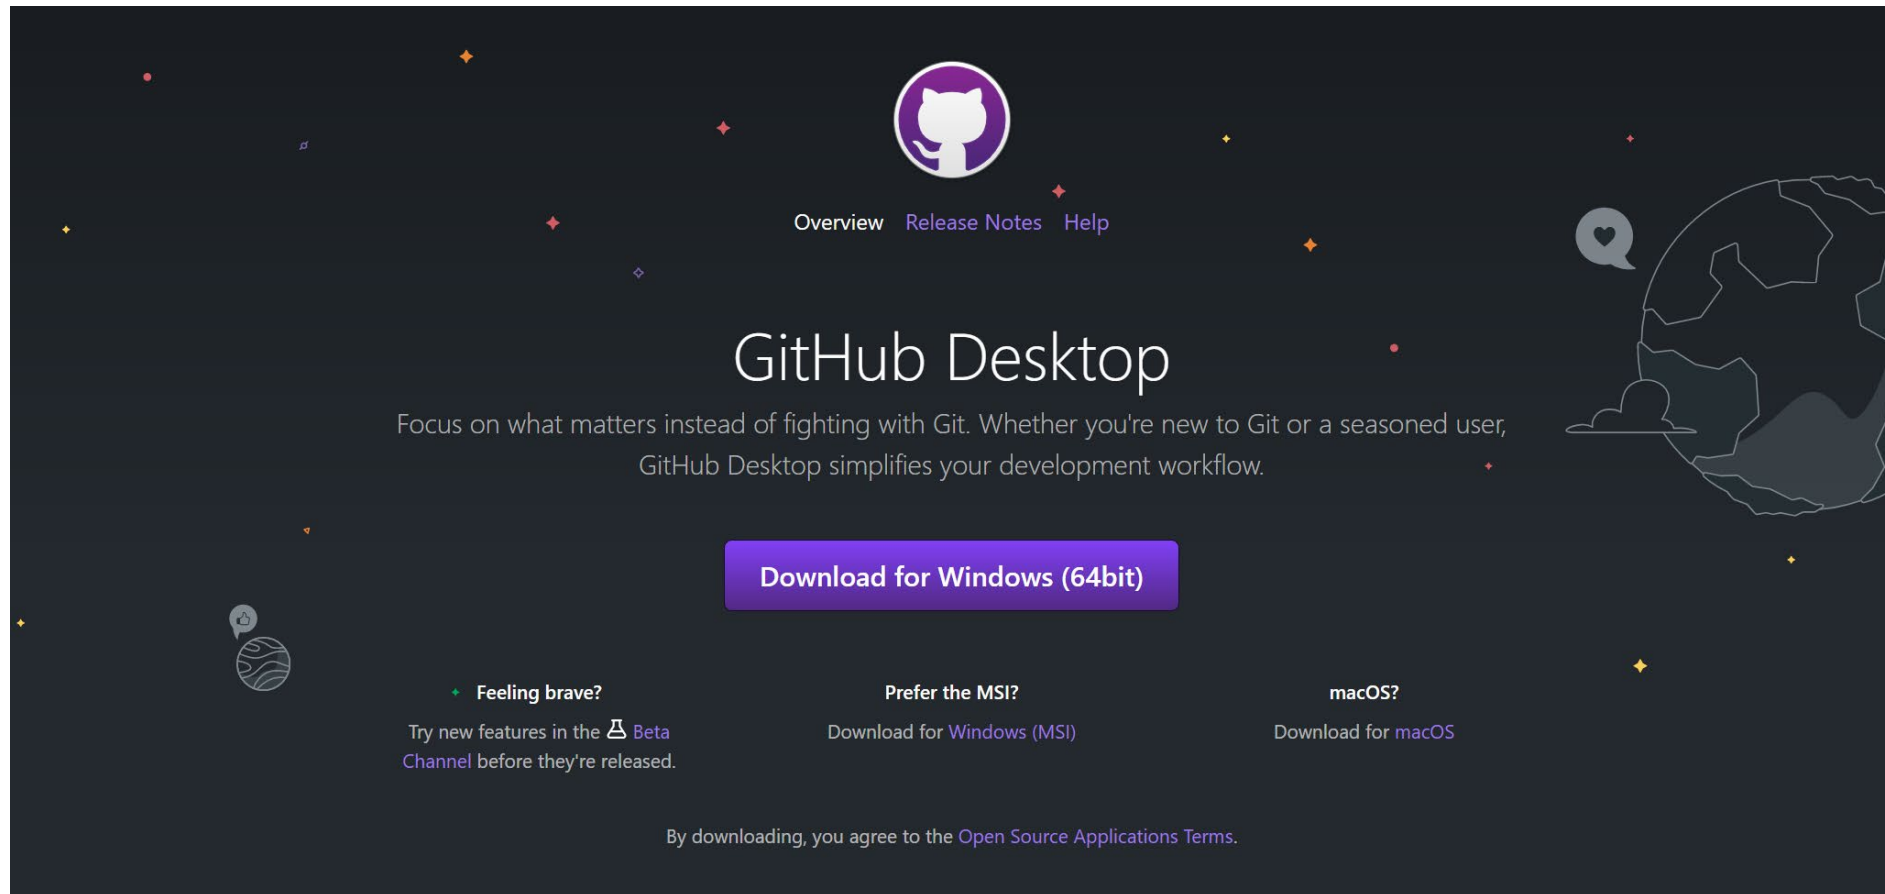 Overview Release Notes Help
GitHub Desktop
Focus on what matters instead of fighting with Git. Whether you're new to Git or a seasoned user,
GitHub Desktop simplifies your development workflow.
Download for Windows (64bit)
Feeling brave?
Try new features in the Beta
Channel before they're released.
Prefer the MSI?
Download for Windows (MSI)
macOS?
Download for macOS
By downloading, you agree to the Open Source Applications Terms.